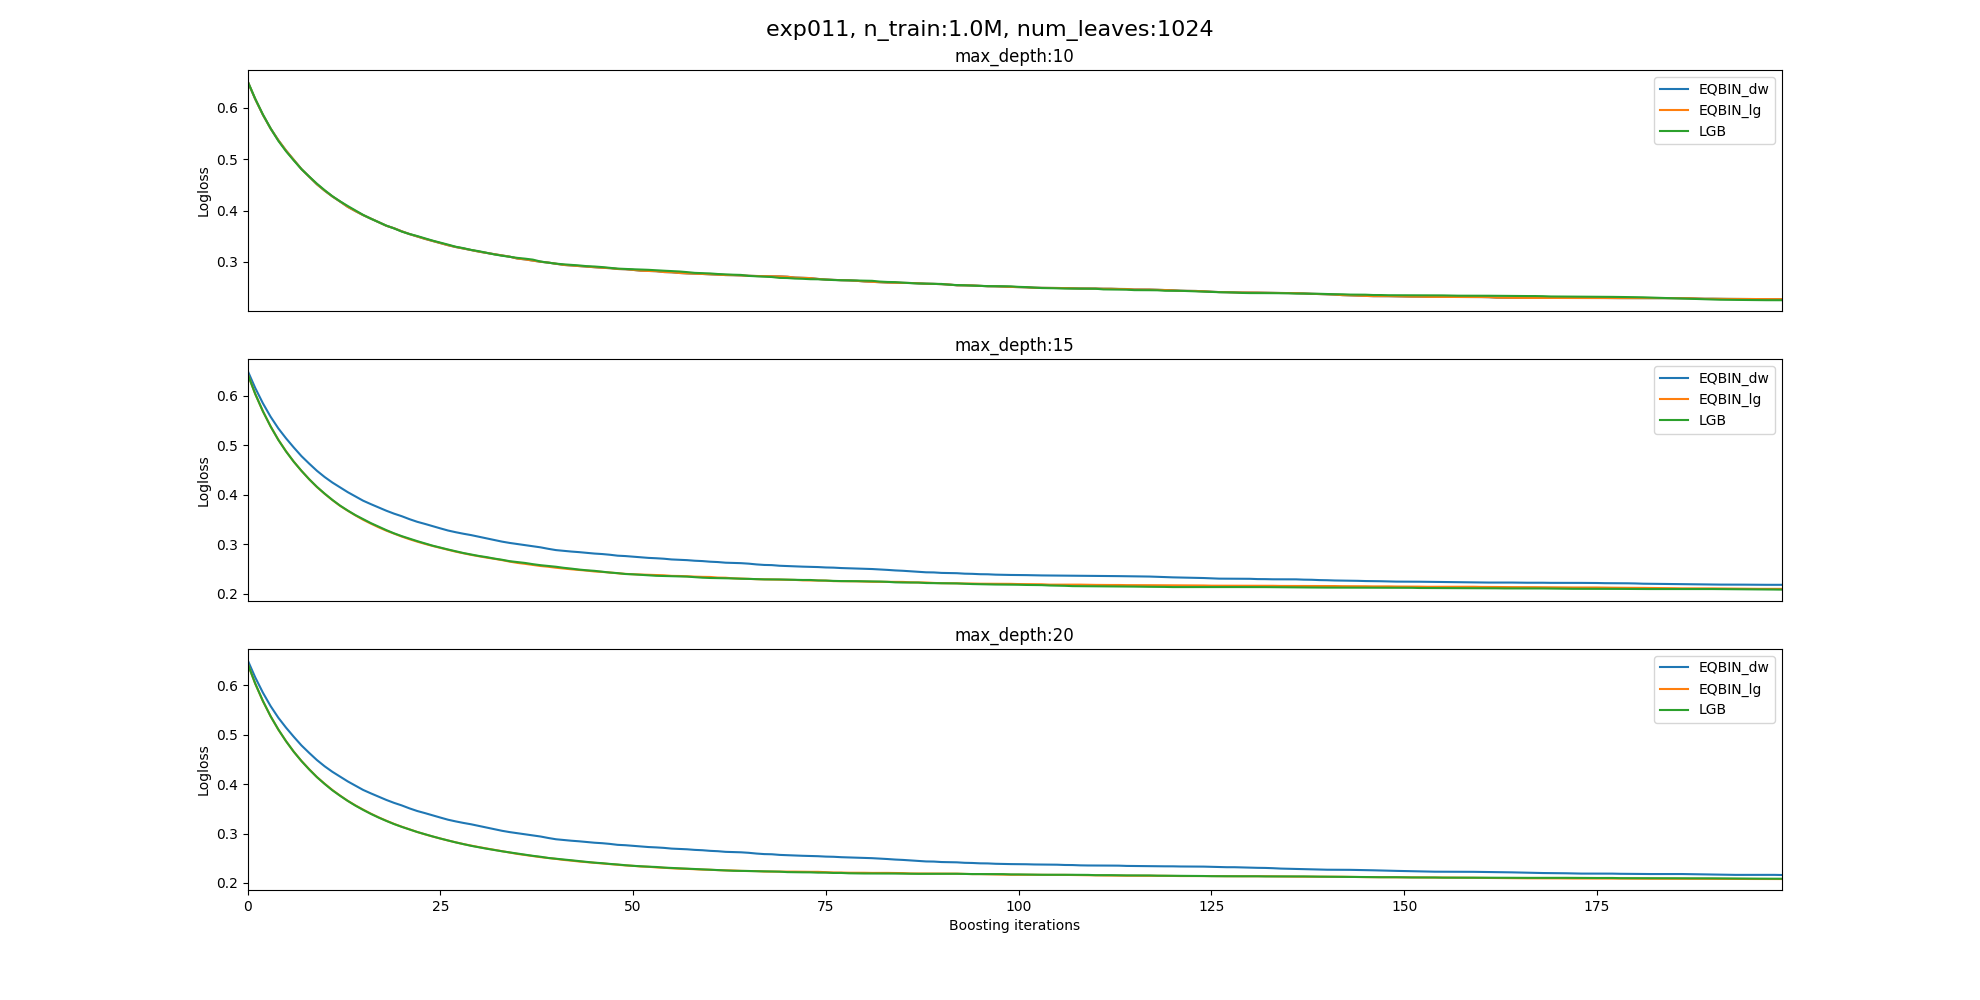 exp011, n_train:1.0M, num_leaves:1024
max_depth:10
Logloss
0.6
0.5
0.4
0.3
EQBIN_dw
EQBIN_lg
LGB
max_depth:15
Logloss
0.6
0.5
0.4
0.3
0.2
EQBIN_dw
EQBIN_lg
LGB
max_depth:20
Logloss
0.6
0.5
0.4
0.3
0.2
EQBIN_dw
EQBIN_lg
LGB
0 25 50 75 100 125 150 175
Boosting iterations